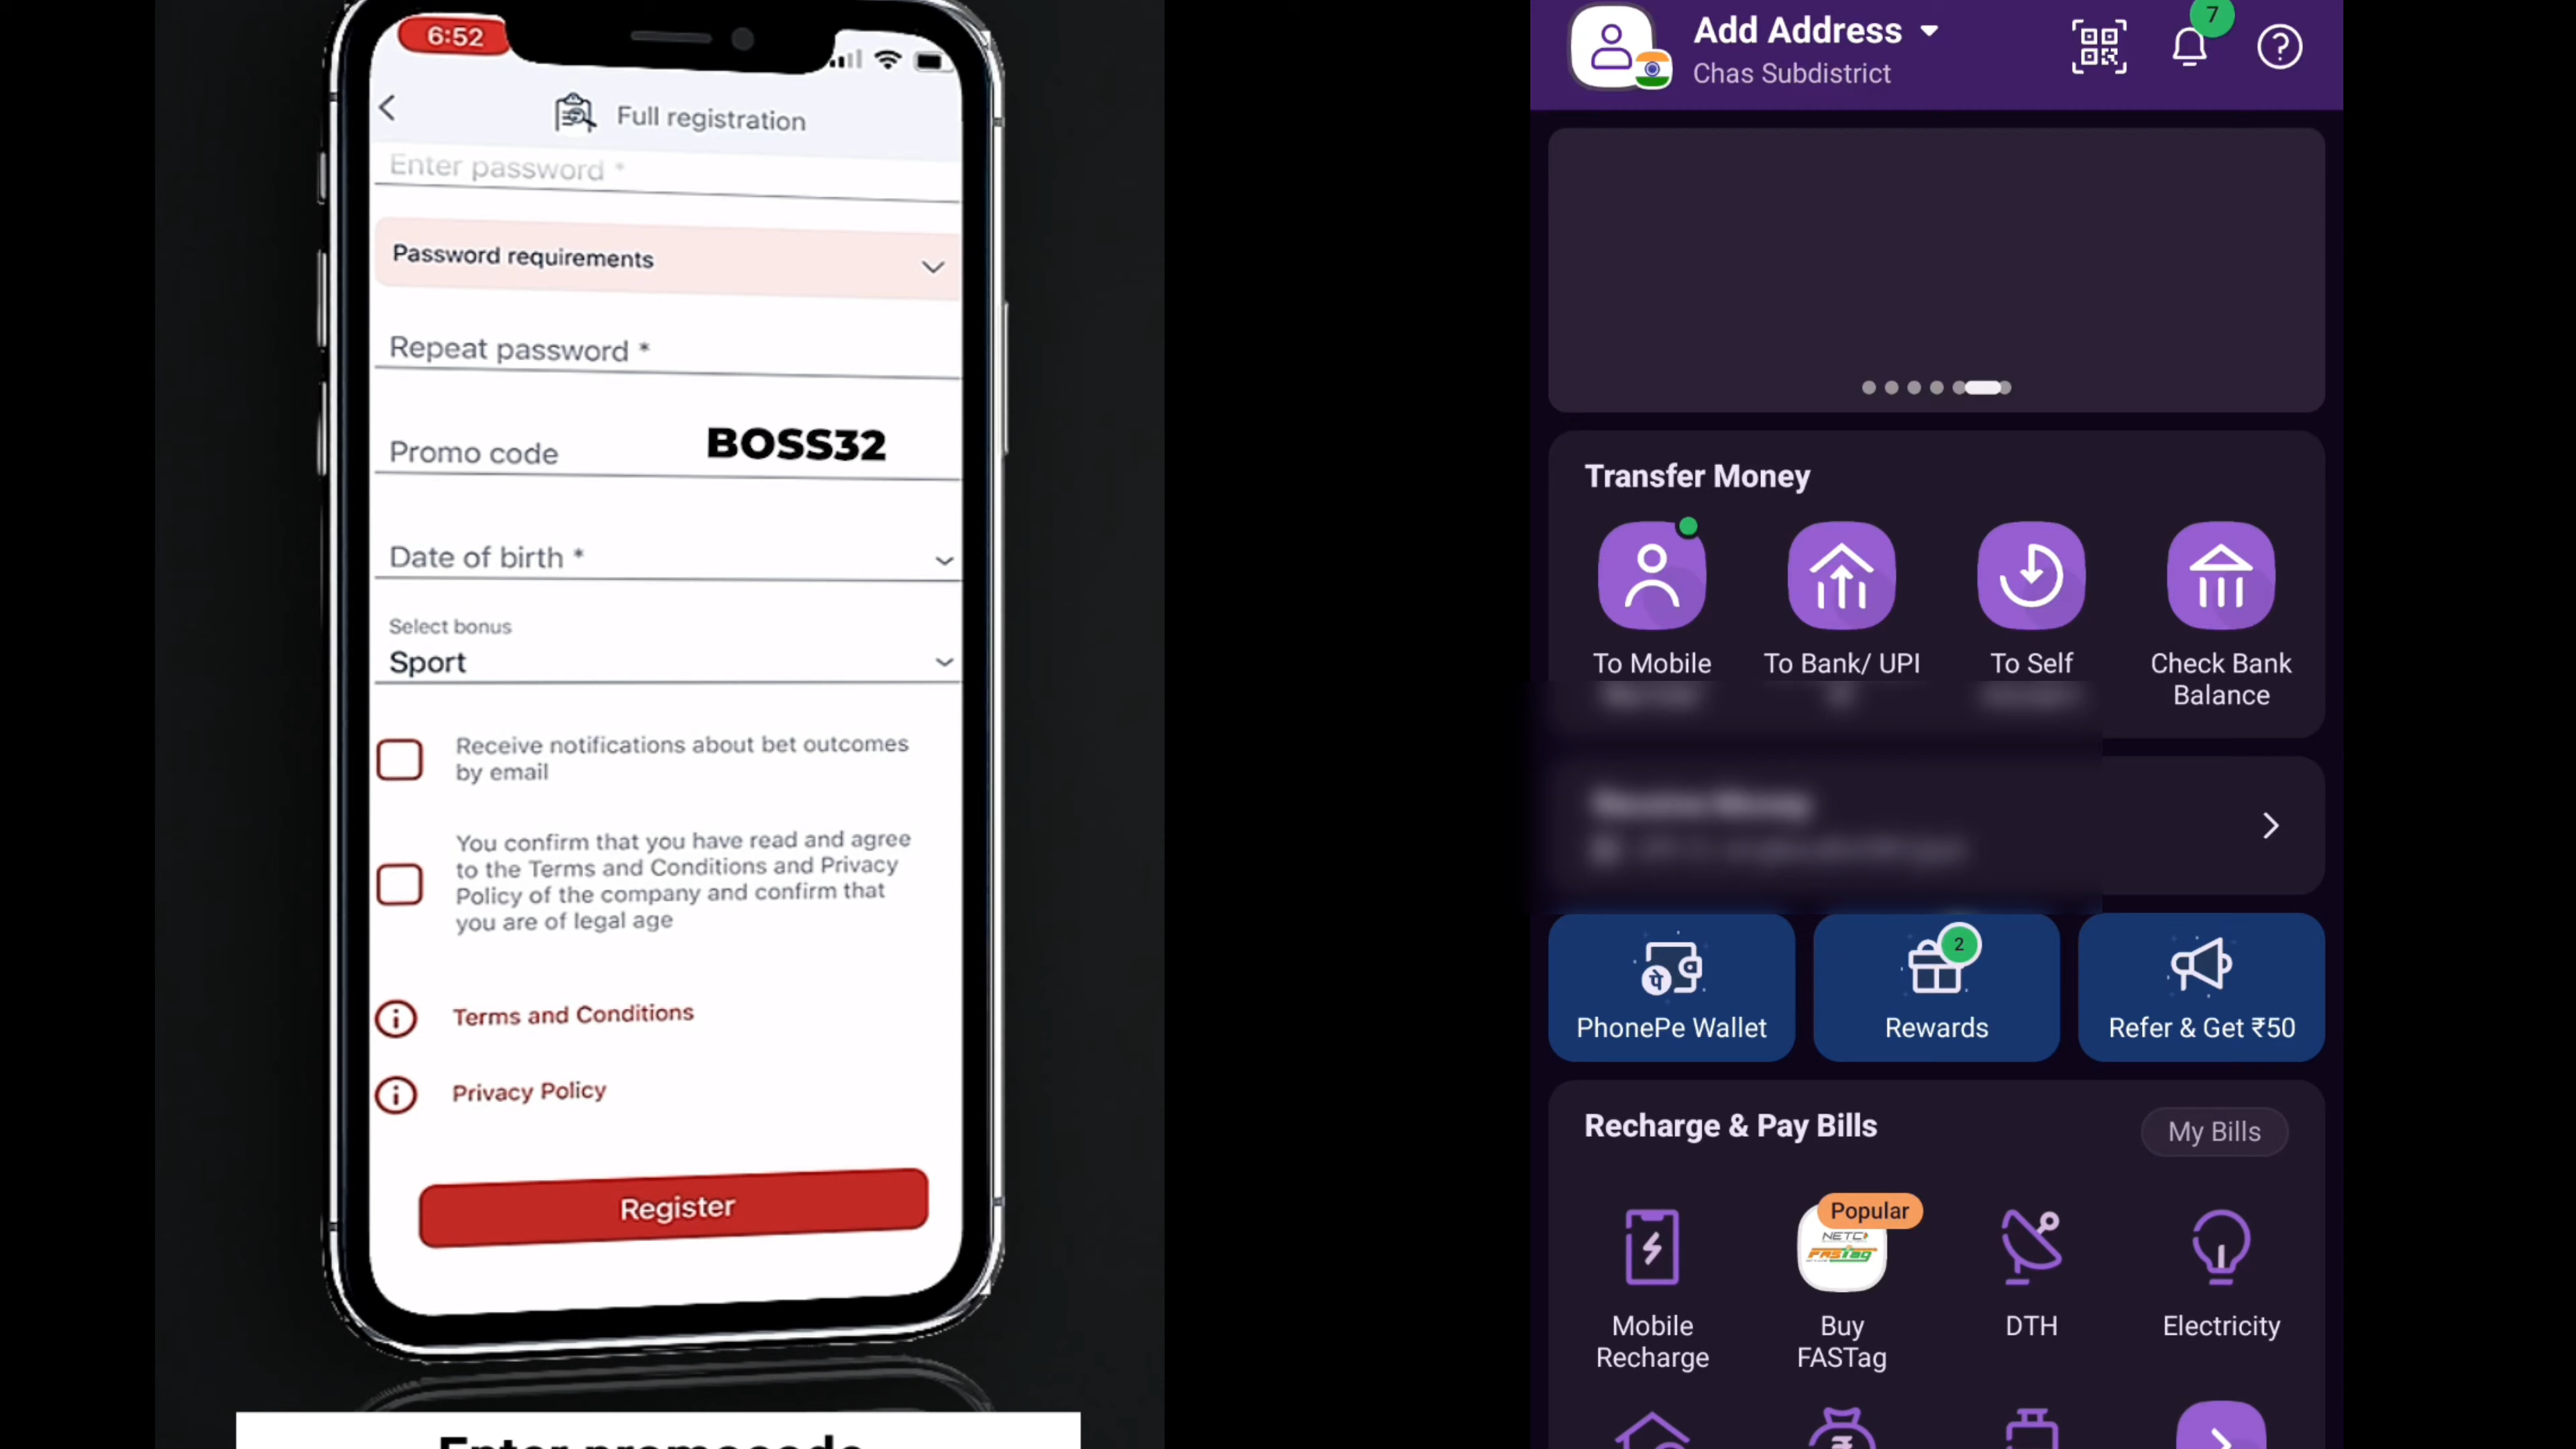 6:52
Full registration
Enter password *
Password requirements
Repeat password *
Promo code
BOSS32
Date of birth *
Select bonus
Sport
Receive notifications about bet outcomes
by email
You confirm that you have read and agree
to the Terms and Conditions and Privacy
Policy of the company and confirm that
you are of legal age
Terms and Conditions
Privacy Policy
Register
Enter promocode
Add Address
Chas Subdistrict
7
Transfer Money
To Mobile
To Bank/ UPI
To Self
Check Bank
Balance
2
पे
PhonePe Wallet
Rewards
Refer & Get ₹50
Recharge & Pay Bills
My Bills
Popular
NETC
FASTag
Mobile
Recharge
Buy
FASTag
DTH
Electricity